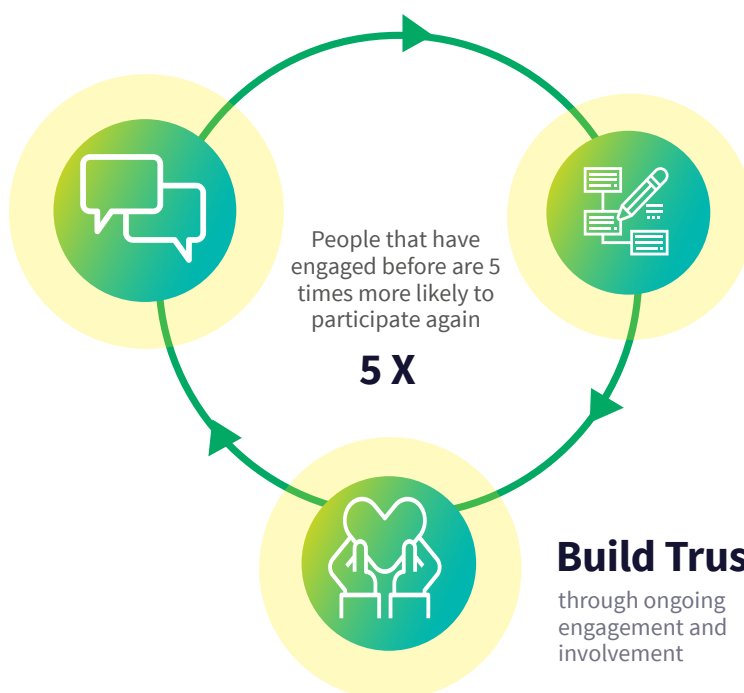 People that have
engaged before are 5
times more likely to
participate again
5 X
Build Trus
through ongoing
engagement and
involvement